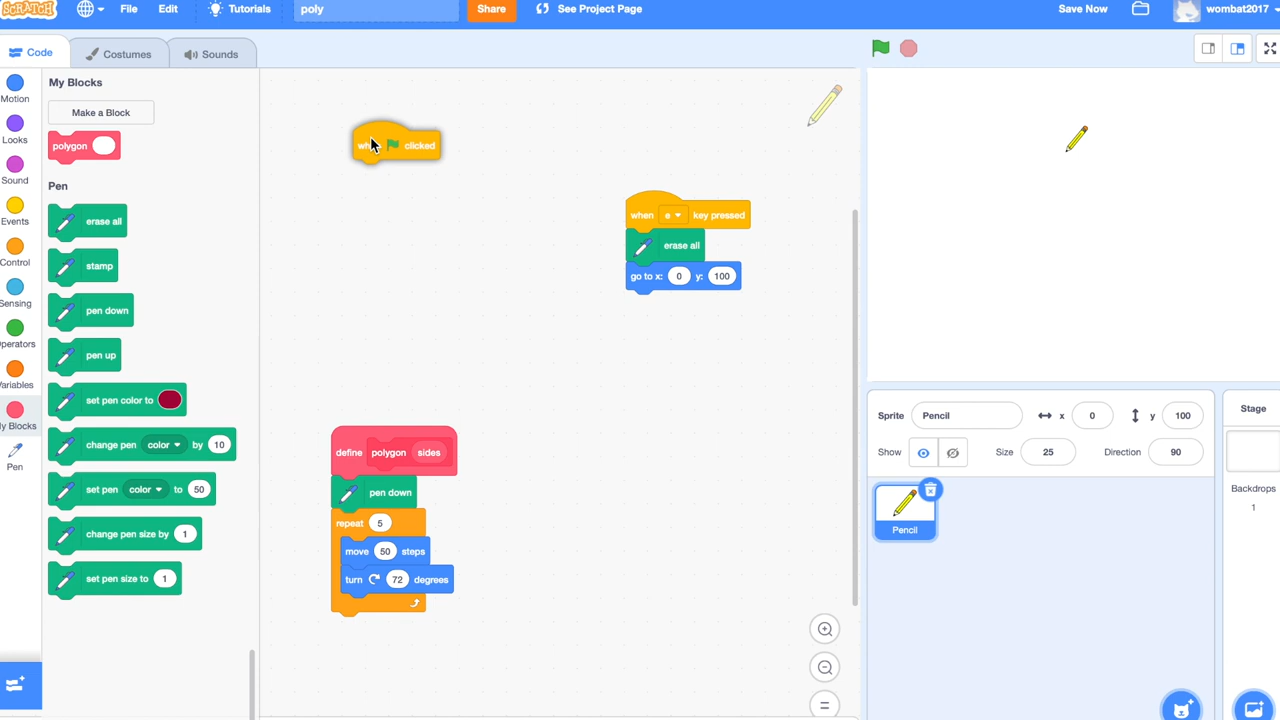 SCRATCH File Edit Tutorials poly Share See Project Page Save Now wombat2017
Code Costumes Sounds
Motion
Looks
Sound
Events
Control
Sensing
perators
Variables
y Blocks
Pen
My Blocks
Make a Block
polygon
Pen
erase all
stamp
pen down
pen up
set pen color to
change pen color by 10
set pen color to 50
change pen size by 1
set pen size to 1
clicked
when e key pressed
erase all
go to x: 0 y: 100
define polygon sides
pen down
repeat 5
move 50 steps
turn 72 degrees
Sprite Pencil x 0 y 100
Show Size 25 Direction 90
Pencil
Stage
Backdrops
1